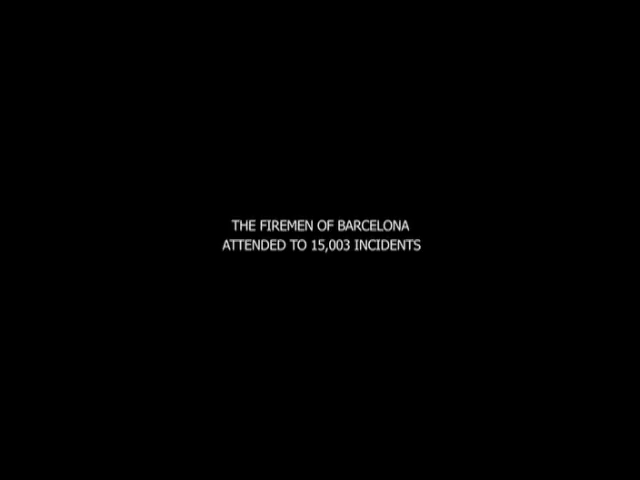 THE FIREMEN OF BARCELONA
ATTENDED TO 15,003 INCIDENTS